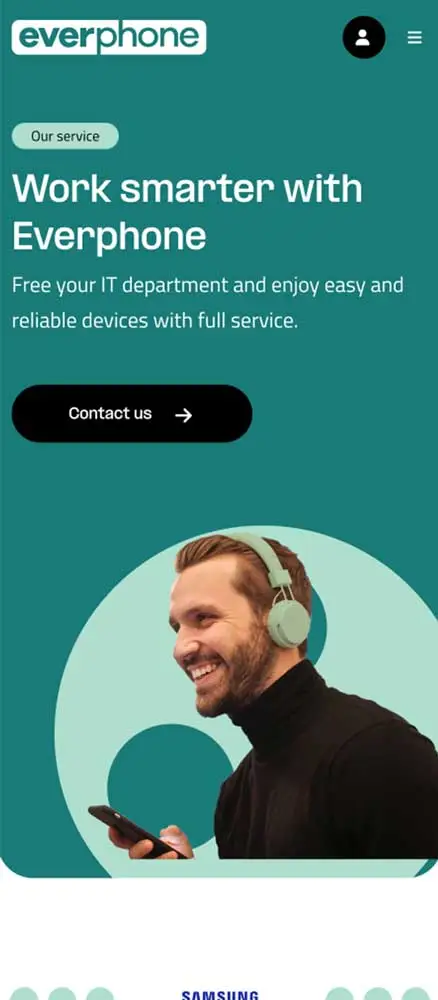 everphone
Our service
Work smarter with
Everphone
Free your IT department and enjoy easy and
reliable devices with full service.
Contact us
SAMSUNG